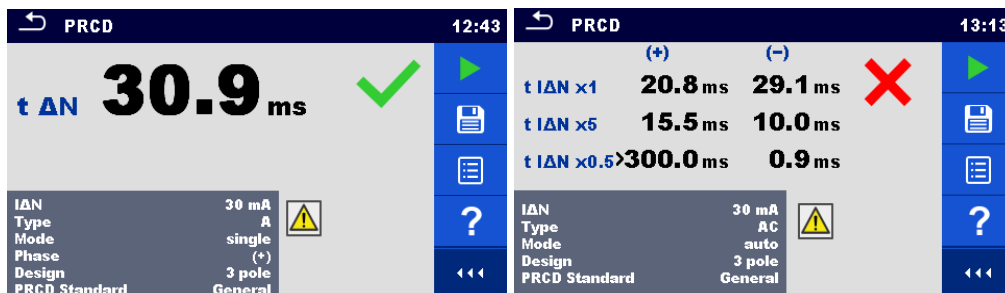 PRCD 12:43
t ΔN 30.9 ms
IΔN 30 mA
Type A
Mode single
Phase (+)
Design 3 pole
PRCD Standard General
?
PRCD 13:13
(+) (-)
t IΔN x1 20.8 ms 29.1 ms
t IΔN x5 15.5 ms 10.0 ms
t IΔN x0.5 >300.0 ms 0.9 ms
IΔN 30 mA
Type AC
Mode auto
Design 3 pole
PRCD Standard General
?